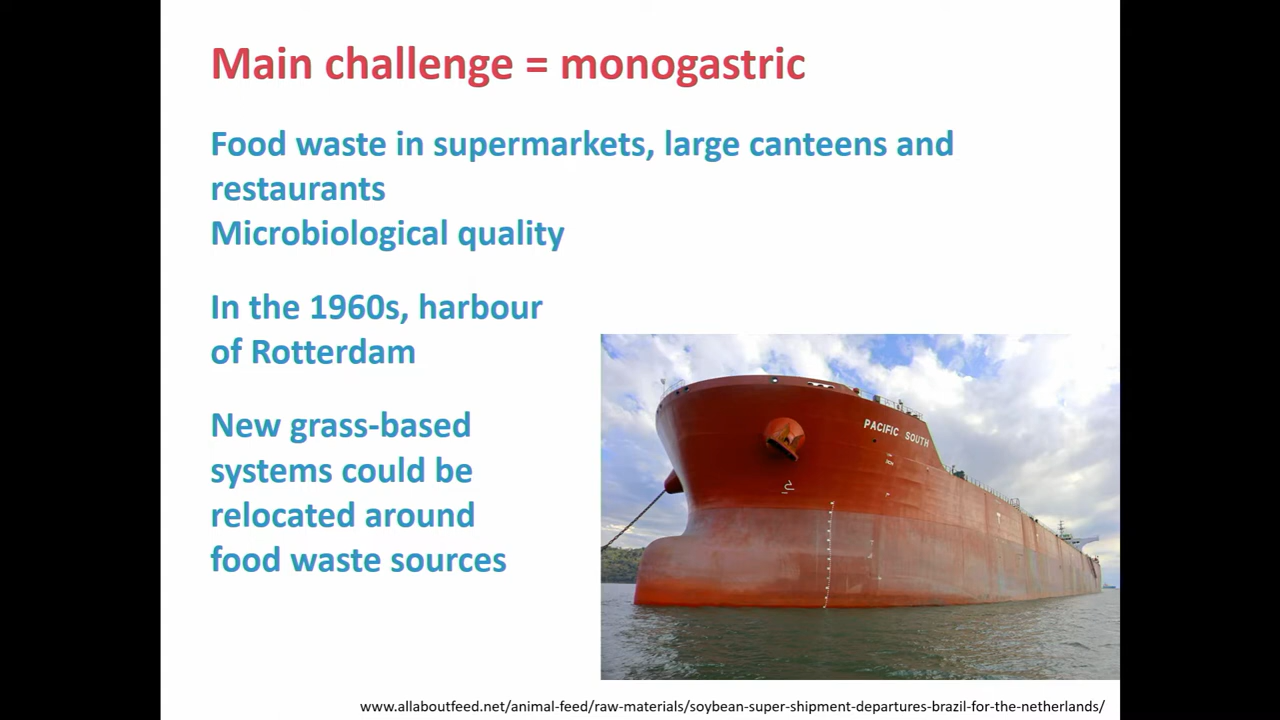 Main challenge = monogastric
Food waste in supermarkets, large canteens and
restaurants
Microbiological quality
In the 1960s, harbour
of Rotterdam
New grass-based
systems could be
relocated around
food waste sources
PACIFIC SOUTH
www.allaboutfeed.net/animal-feed/raw-materials/soybean-super-shipment-departures-brazil-for-the-netherlands/